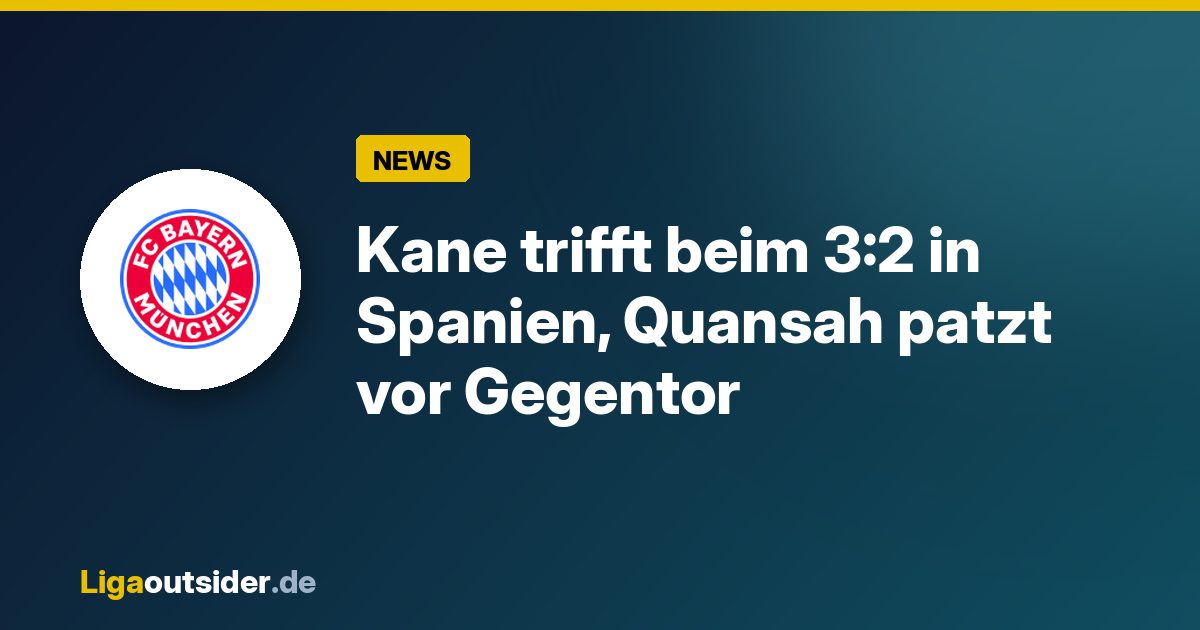 FC BAYERN
MÜNCHEN
NEWS
Kane trifft beim 3:2 in
Spanien, Quansah patzt
vor Gegentor
Ligaoutsider.de